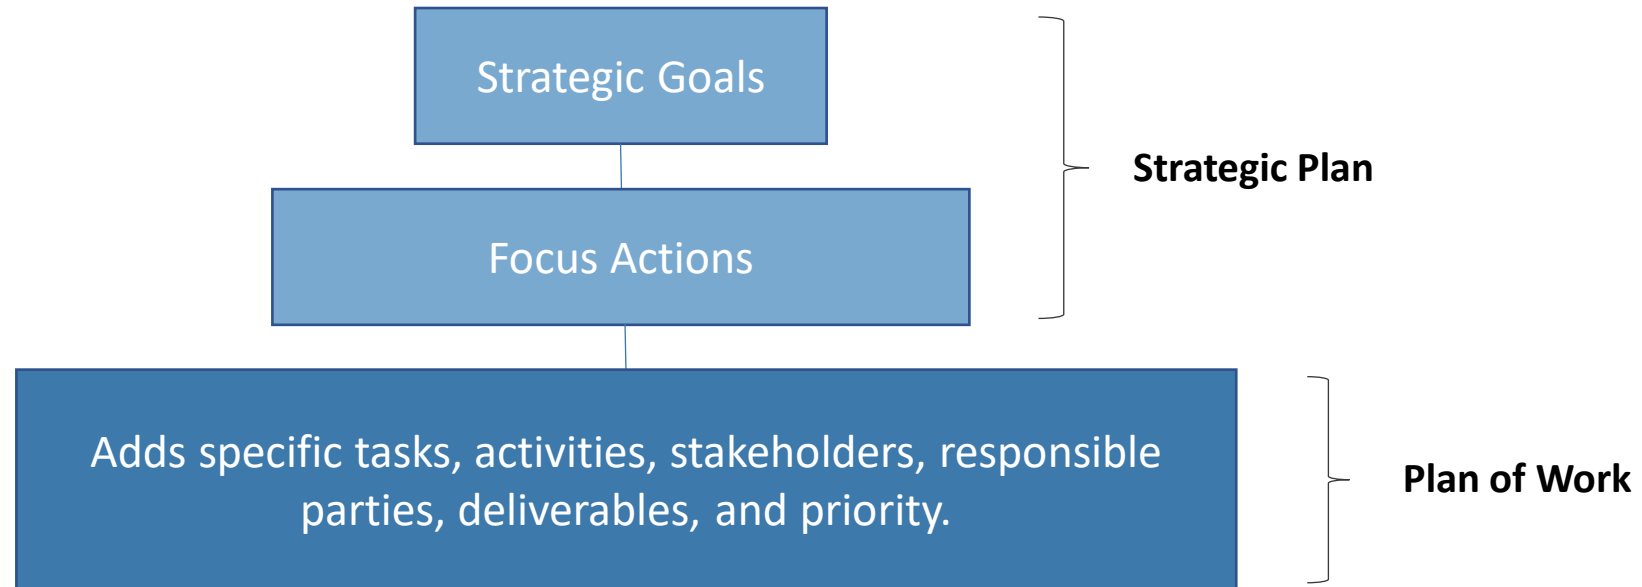 Strategic Goals
Strategic Plan
Focus Actions
Adds specific tasks, activities, stakeholders, responsible
parties, deliverables, and priority.
Plan of Work